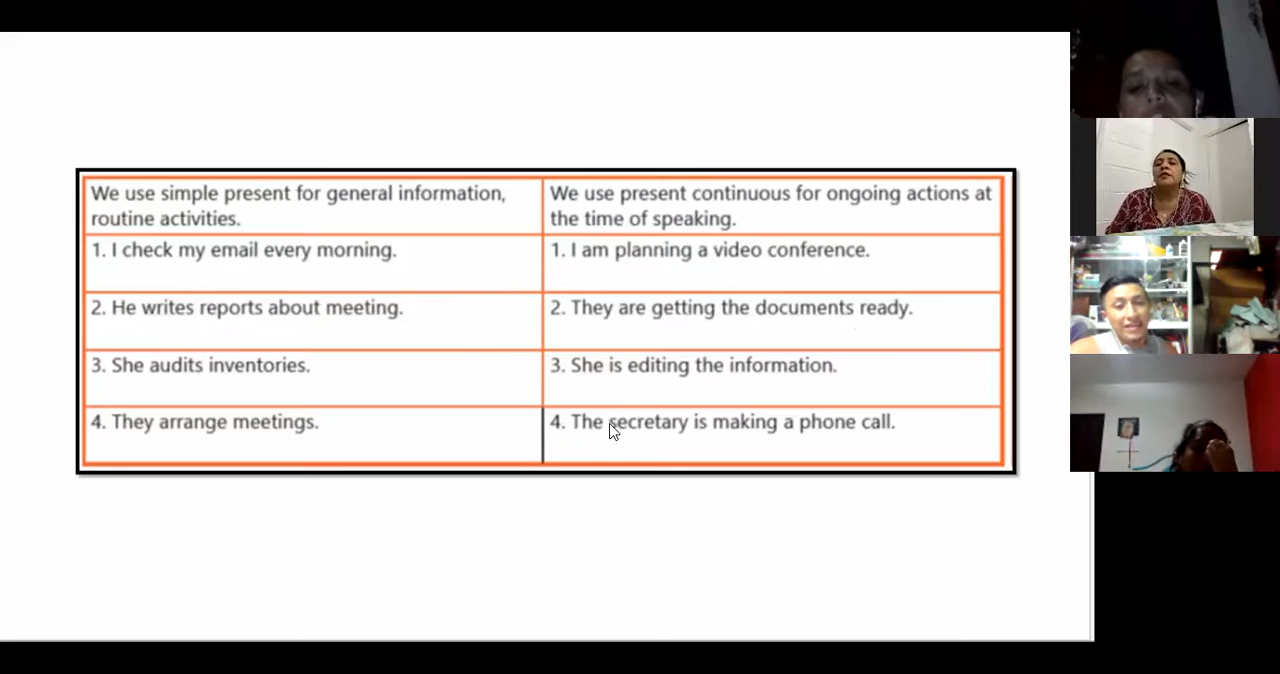 We use simple present for general information,
routine activities.
We use present continuous for ongoing actions at
the time of speaking.
1. I check my email every morning.
1. I am planning a video conference.
2. He writes reports about meeting.
2. They are getting the documents ready.
3. She audits inventories.
3. She is editing the information.
4. They arrange meetings.
4. The secretary is making a phone call.